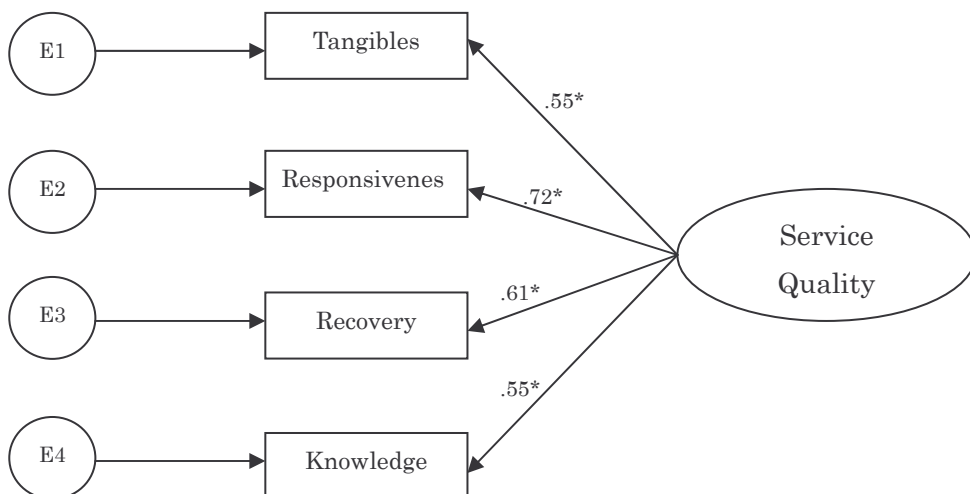 E1
Tangibles
.55*
E2
Responsivenes
.72*
Service
Quality
E3
Recovery
.61*
.55*
E4
Knowledge